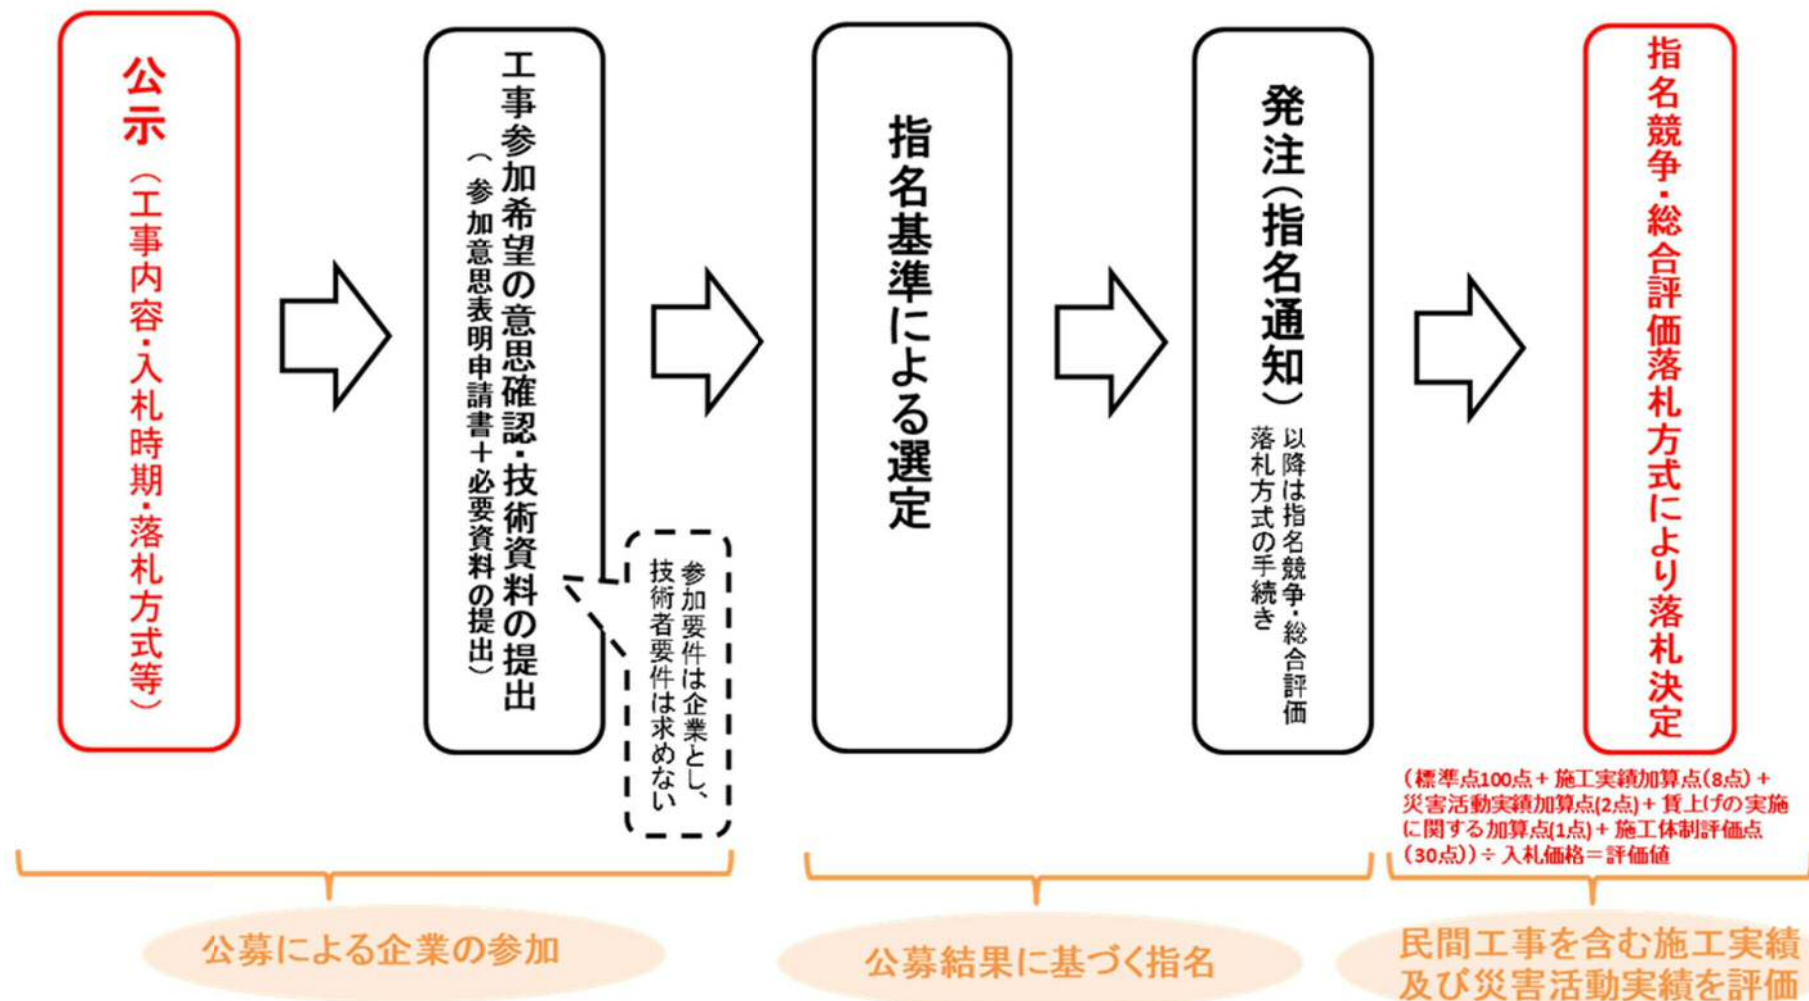 公示（工事内容・入札時期・落札方式等）
工事参加希望の意思確認・技術資料の提出
（参加意思表明申請書＋必要資料の提出）
参加要件は企業とし、
技術者要件は求めない
指名基準による選定
発注（指名通知）
以降は指名競争・総合評価
落札方式の手続き
指名競争・総合評価落札方式により落札決定
（標準点100点+ 施工実績加算点(8点) +
災害活動実績加算点(2点)+ 賃上げの実施
に関する加算点(1点)+ 施工体制評価点
（30点)）÷ 入札価格＝評価値
公募による企業の参加
公募結果に基づく指名
民間工事を含む施工実績
及び災害活動実績を評価